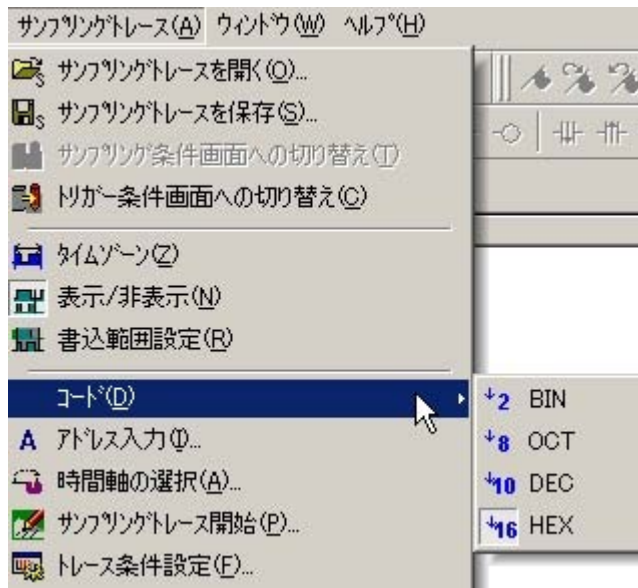 サンプリングトレース(A) ウィンドウ(W) ヘルプ(H)
サンプリングトレースを開く(O)...
サンプリングトレースを保存(S)...
サンプリング条件画面への切り替え(T)
トリガー条件画面への切り替え(C)
タイムゾーン(Z)
表示/非表示(N)
書込範囲設定(R)
コード(D)
アドレス入力(I)...
時間軸の選択(A)...
サンプリングトレース開始(P)...
トレース条件設定(F)...
2 BIN
8 OCT
10 DEC
16 HEX